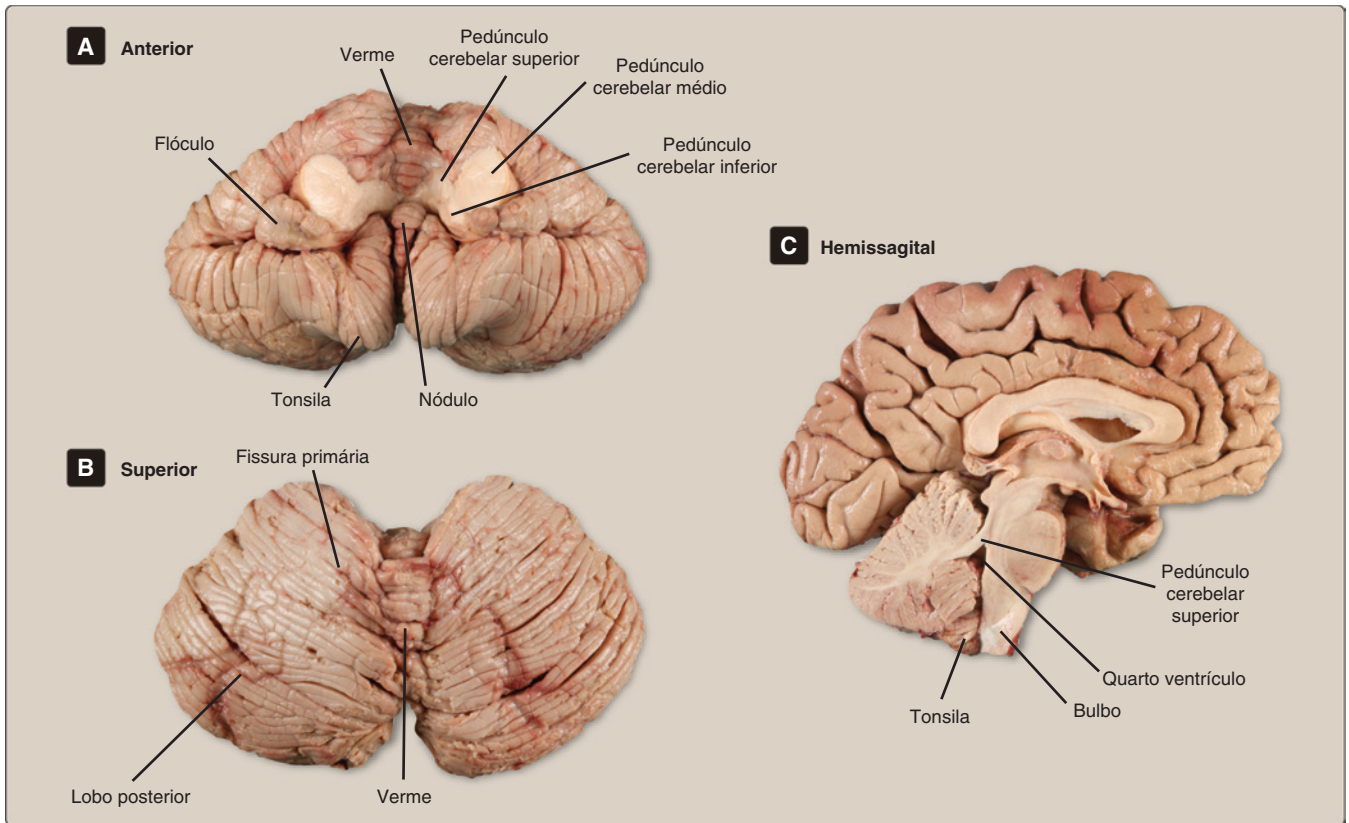 A Anterior
Verme
Pedúnculo
cerebelar superior
Pedúnculo
cerebelar médio
Flóculo
Pedúnculo
cerebelar inferior
Tonsila
Nódulo
B Superior
Fissura primária
Lobo posterior
Verme
C Hemissagital
Pedúnculo
cerebelar
superior
Quarto ventrículo
Bulbo
Tonsila